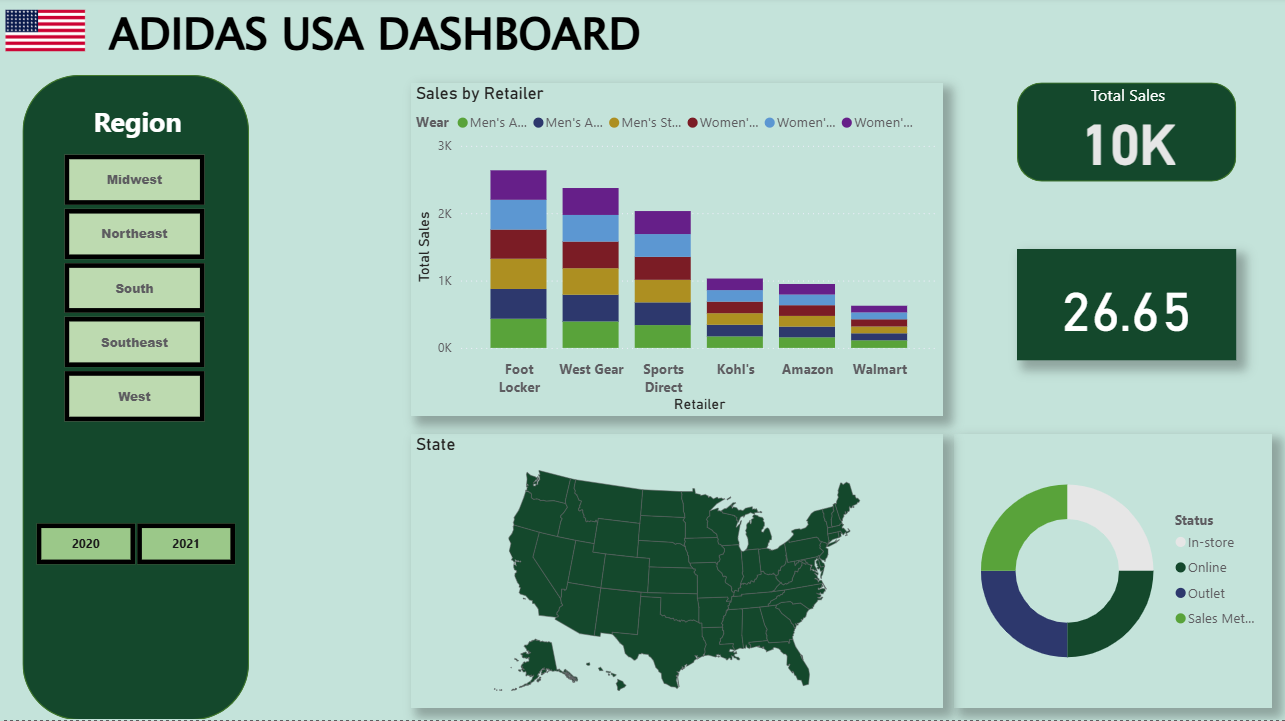 ADIDAS USA DASHBOARD
Region
Midwest
Northeast
South
Southeast
West
2020
2021
Sales by Retailer
Wear Men's A... Men's A... Men's St... Women'... Women'... Women'...
3K
2K
1K
0K
Total Sales
Foot Locker
West Gear
Sports Direct
Kohl's
Amazon
Walmart
Retailer
Total Sales
10K
26.65
State
Status
In-store
Online
Outlet
Sales Met...